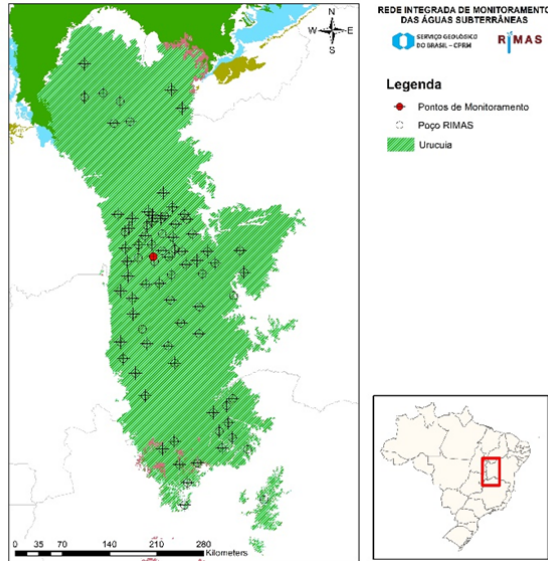 REDE INTEGRADA DE MONITORAMENTO
DAS ÁGUAS SUBTERRÂNEAS
SERVIÇO GEOLÓGICO
DO BRASIL – CPRM
RIMAS
N
W E
S
Legenda
Pontos de Monitoramento
Poço RIMAS
Urucuia
0 35 70 140 210 280
Kilometers